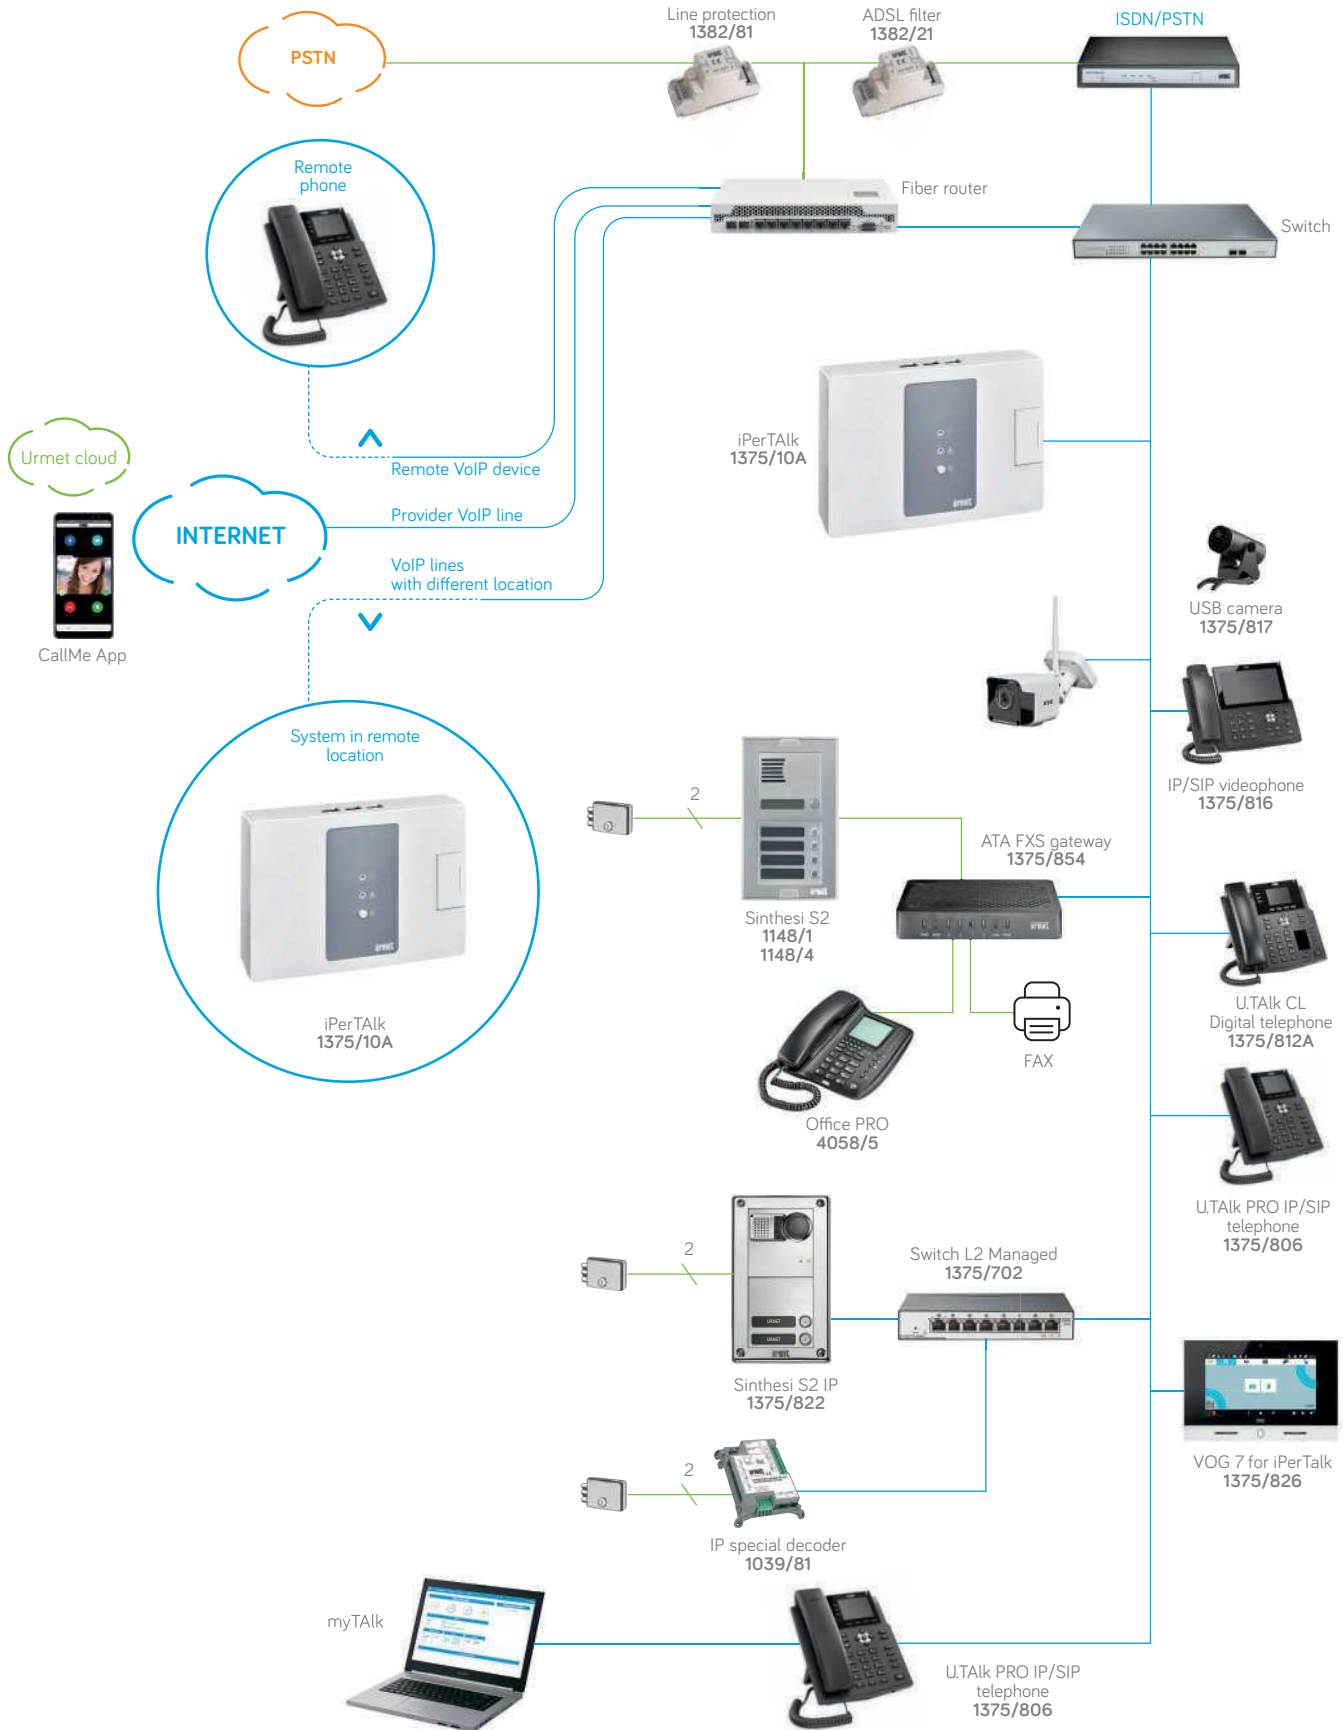 Line protection
1382/81
ADSL filter
1382/21
ISDN/PSTN
PSTN
Remote
phone
Fiber router
Switch
iPerTAlk
1375/10A
Urmet cloud
Remote VoIP device
INTERNET
Provider VoIP line
VoIP lines
with different location
CallMe App
USB camera
1375/817
System in remote
location
IP/SIP videophone
1375/816
2
ATA FXS gateway
1375/854
Sinthesi S2
1148/1
1148/4
iPerTAlk
1375/10A
U.TAlk CL
Digital telephone
1375/812A
FAX
Office PRO
4058/5
U.TAlk PRO IP/SIP
telephone
1375/806
2
Switch L2 Managed
1375/702
URMET
URMET
Sinthesi S2 IP
1375/822
VOG 7 for iPerTalk
1375/826
2
IP special decoder
1039/81
myTAlk
U.TAlk PRO IP/SIP
telephone
1375/806